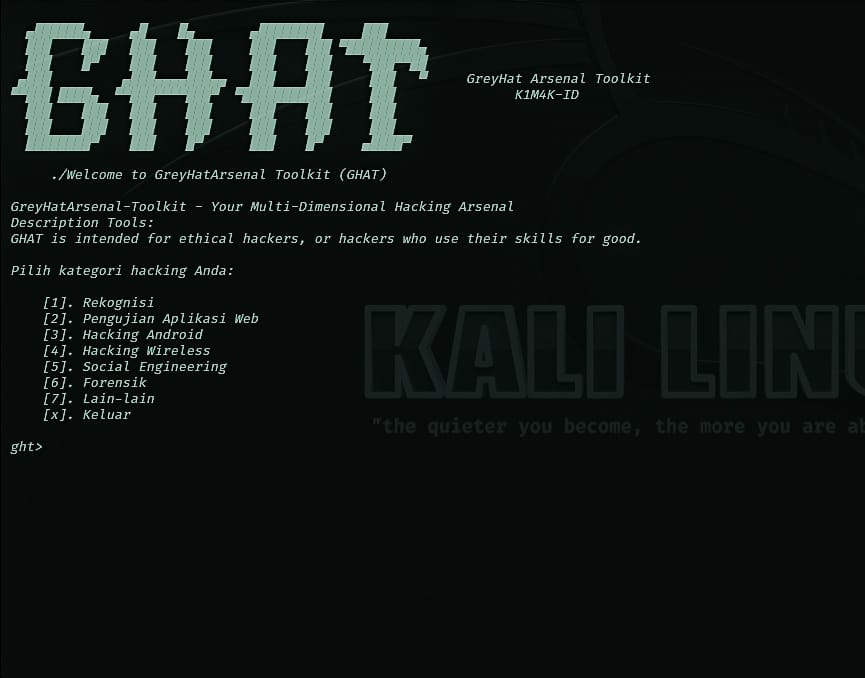 GHAT
GreyHat Arsenal Toolkit
K1M4K-ID
./Welcome to GreyHatArsenal Toolkit (GHAT)
GreyHatArsenal-Toolkit - Your Multi-Dimensional Hacking Arsenal
Description Tools:
GHAT is intended for ethical hackers, or hackers who use their skills for good.
Pilih kategori hacking Anda:
[1]. Rekognisi
[2]. Pengujian Aplikasi Web
[3]. Hacking Android
[4]. Hacking Wireless
[5]. Social Engineering
[6]. Forensik
[7]. Lain-lain
[x]. Keluar
KALI LINU
"the quieter you become, the more you are ab
ght>